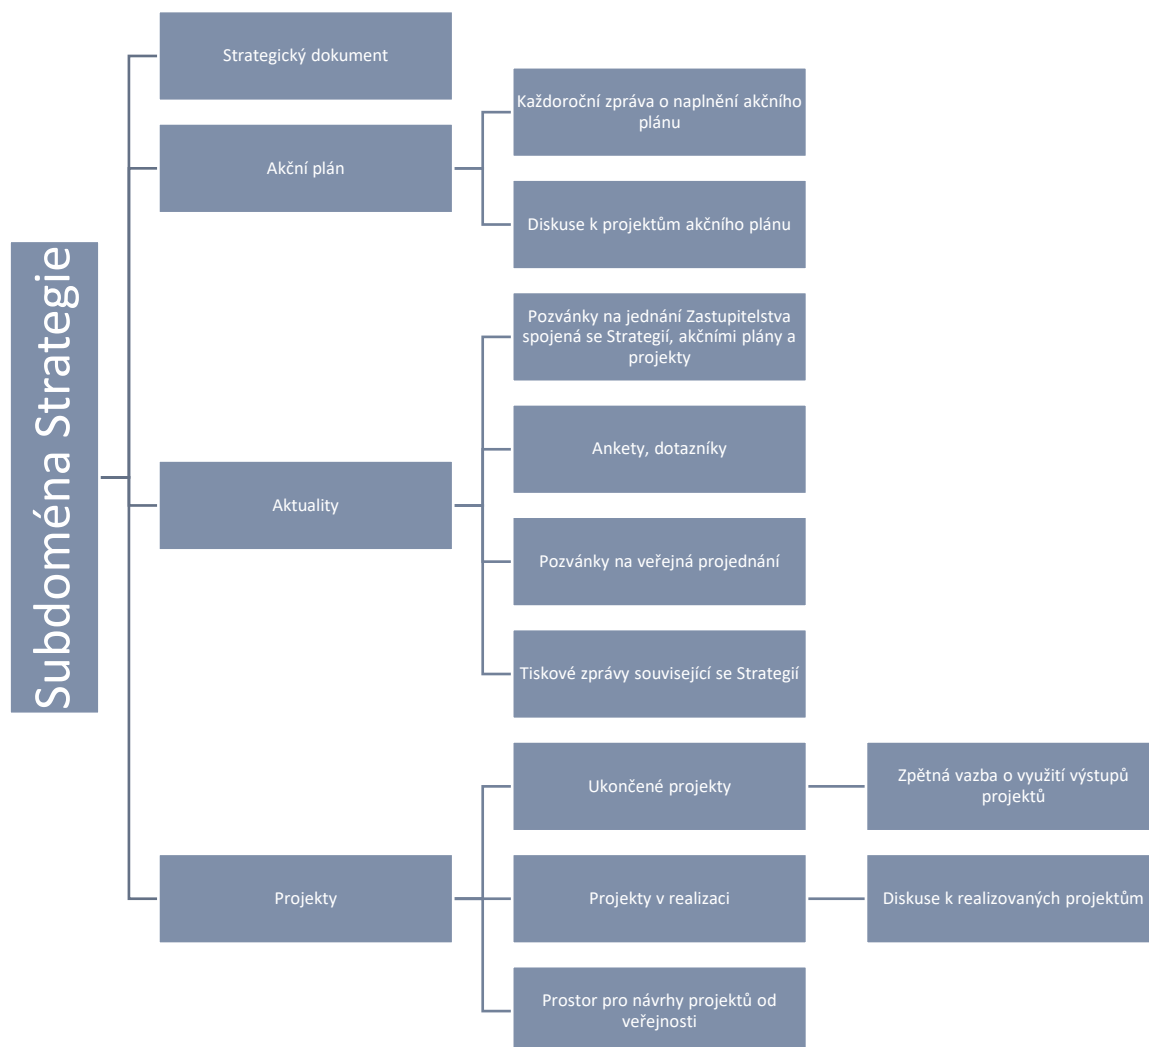 Subdoména Strategie
Strategický dokument
Akční plán
Každoroční zpráva o naplnění akčního
plánu
Diskuse k projektům akčního plánu
Aktuality
Pozvánky na jednání Zastupitelstva
spojená se Strategií, akčními plány a
projekty
Ankety, dotazníky
Pozvánky na veřejná projednání
Tiskové zprávy související se Strategií
Projekty
Ukončené projekty
Zpětná vazba o využití výstupů
projektů
Projekty v realizaci
Diskuse k realizovaných projektům
Prostor pro návrhy projektů od
veřejnosti